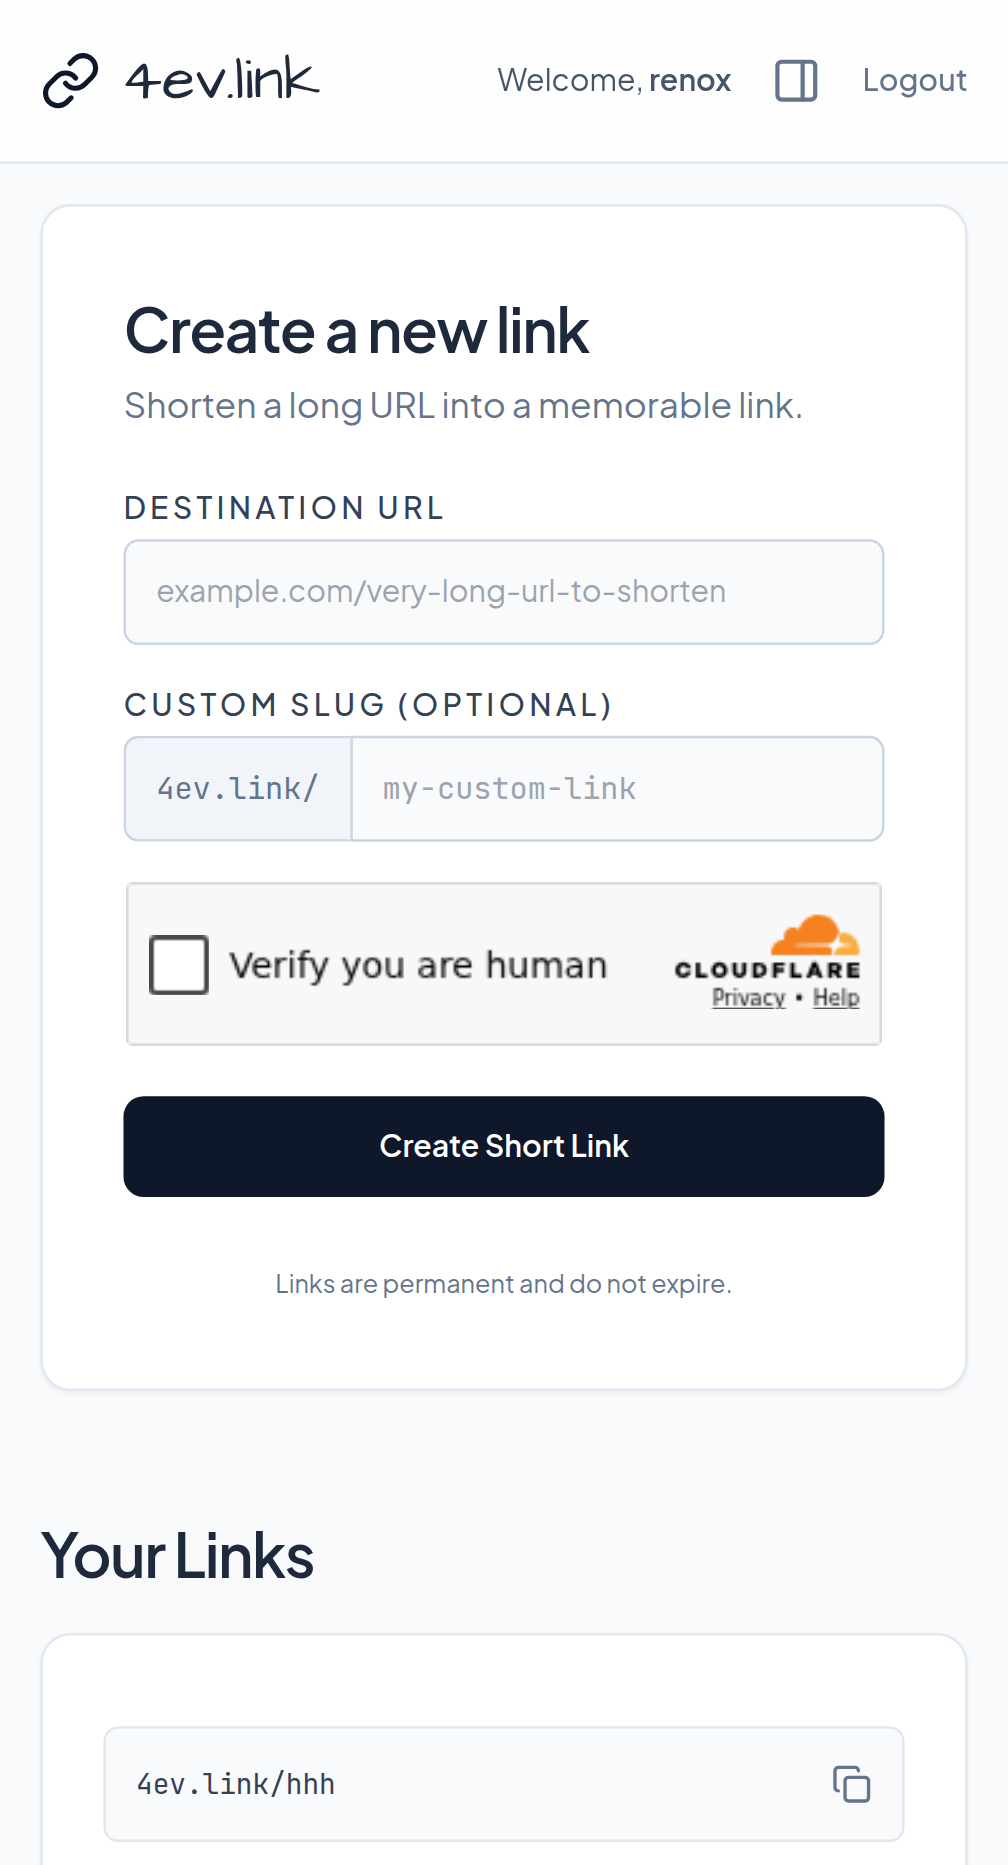 4ev.link
Welcome, renox
Logout
Create a new link
Shorten a long URL into a memorable link.
DESTINATION URL
example.com/very-long-url-to-shorten
CUSTOM SLUG (OPTIONAL)
4ev.link/ my-custom-link
Verify you are human
CLOUDFLARE
Privacy • Help
Create Short Link
Links are permanent and do not expire.
Your Links
4ev.link/hhh